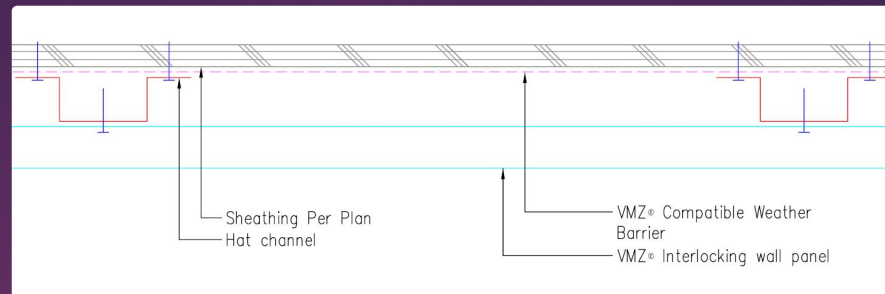 Sheathing Per Plan
Hat channel
VMZ® Compatible Weather
Barrier
VMZ® Interlocking wall panel